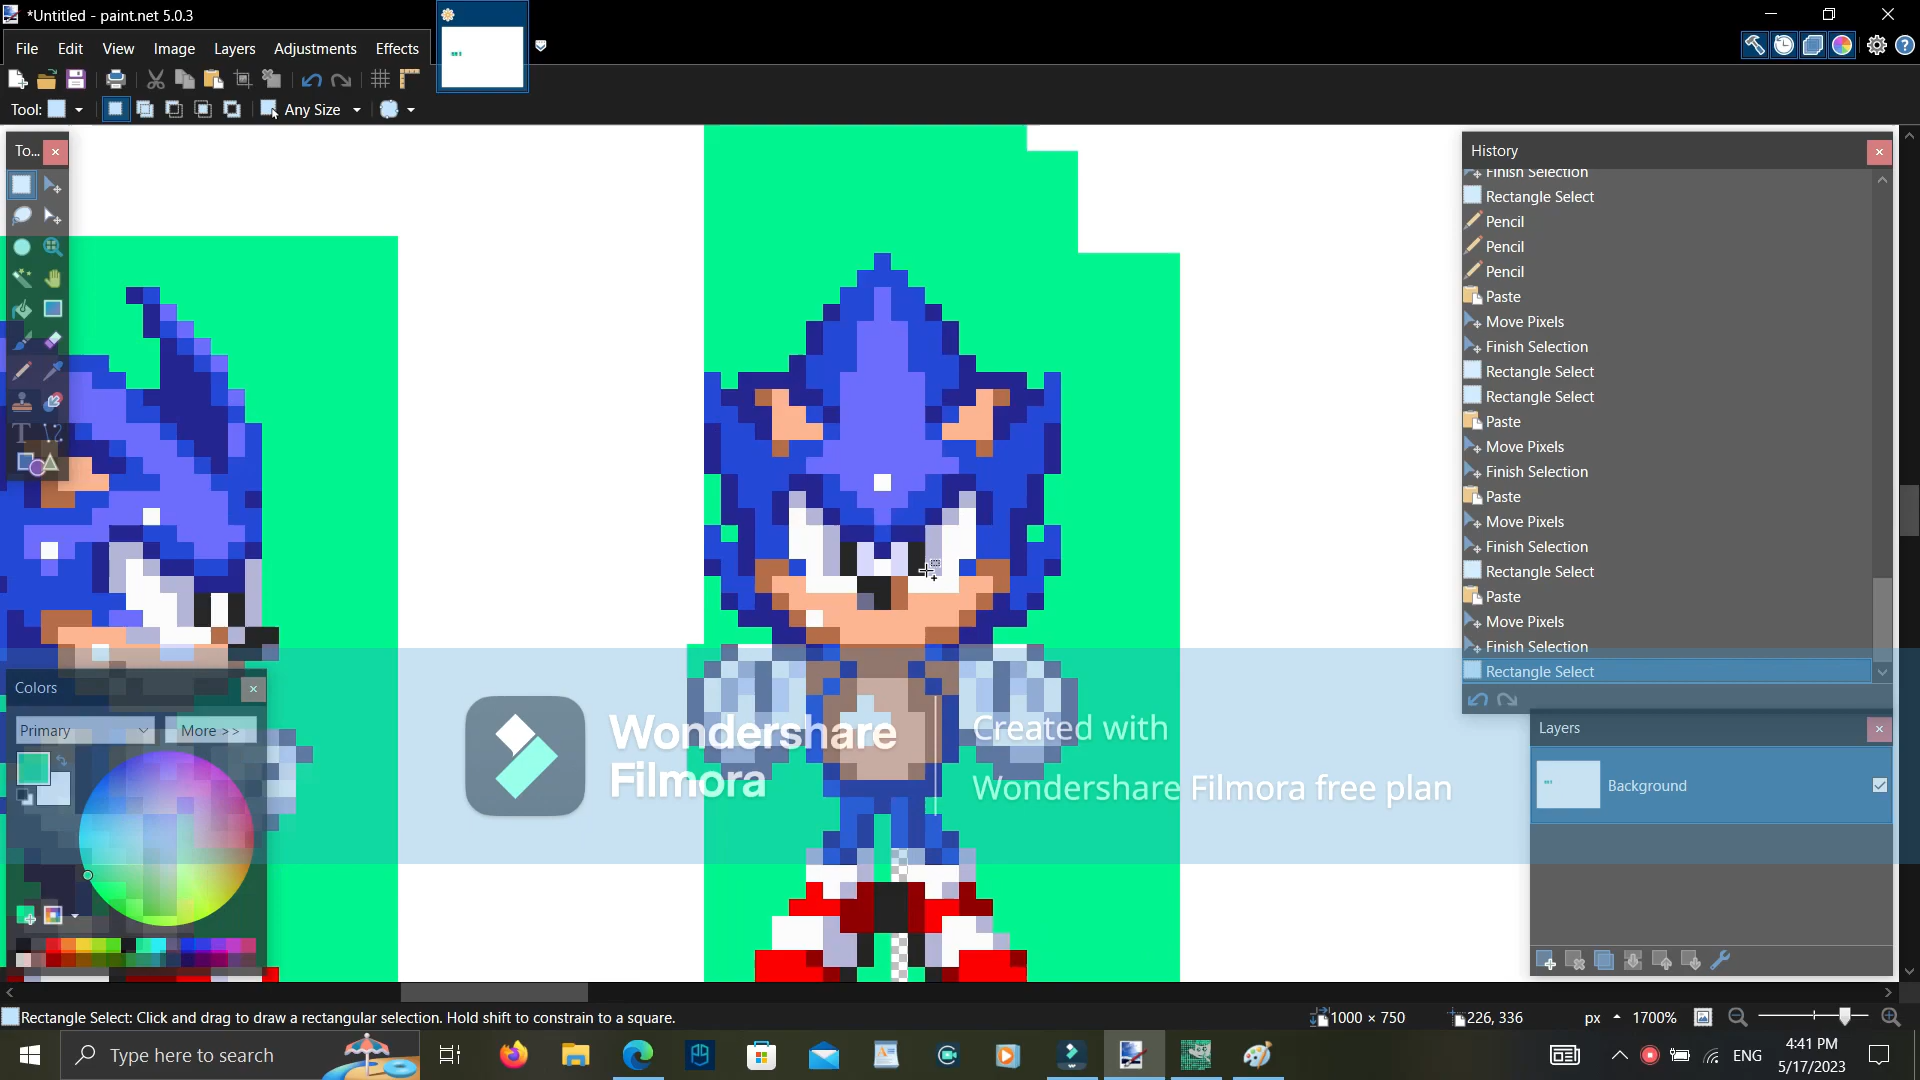 *Untitled - paint.net 5.0.3
File Edit View Image Layers Adjustments Effects
Tool: Any Size
To...
History
Finish Selection
Rectangle Select
Pencil
Pencil
Pencil
Paste
Move Pixels
Finish Selection
Rectangle Select
Rectangle Select
Paste
Move Pixels
Finish Selection
Paste
Move Pixels
Finish Selection
Rectangle Select
Paste
Move Pixels
Finish Selection
Rectangle Select
Colors
Primary More >>
Wondershare
Filmora
Created with
Wondershare Filmora free plan
Layers
Background
Rectangle Select: Click and drag to draw a rectangular selection. Hold shift to constrain to a square.
1000 × 750 226, 336 px 1700%
Type here to search
ENG
4:41 PM
5/17/2023